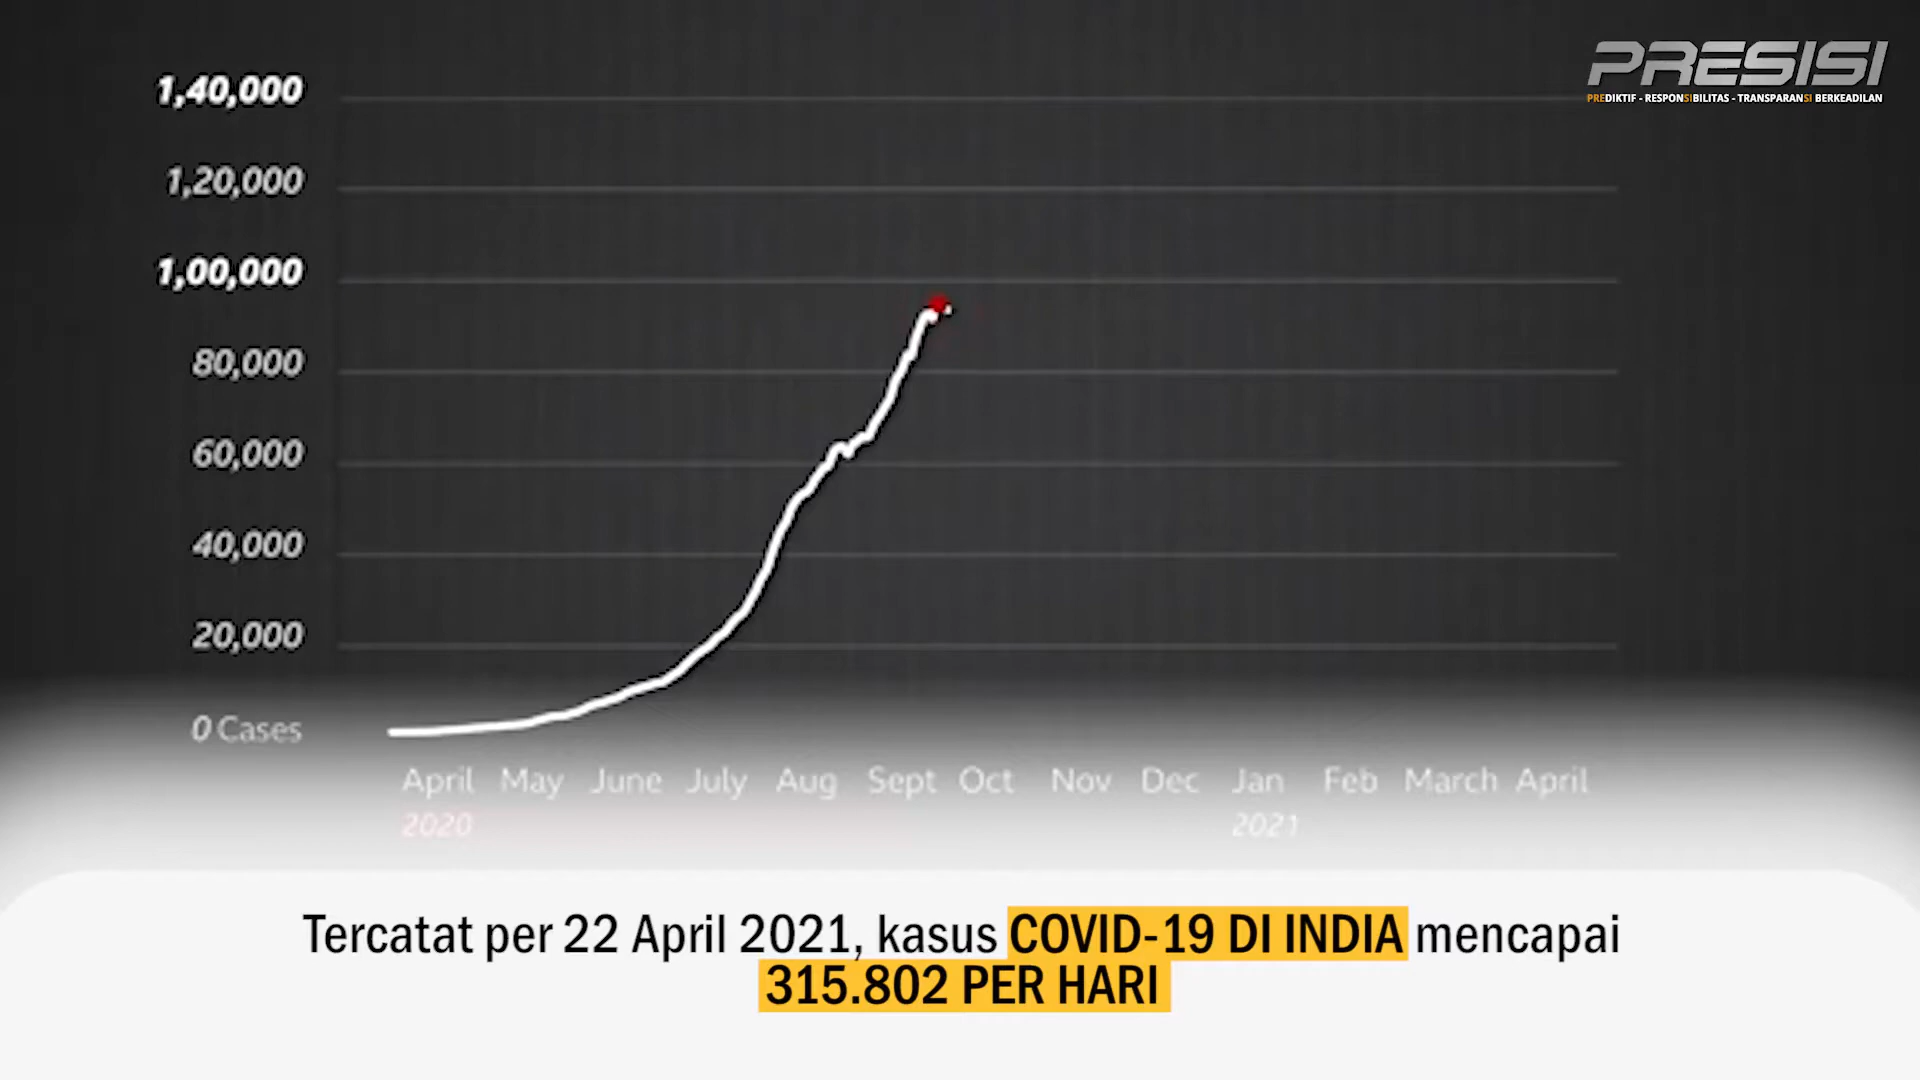 PRESISI
PREDIKTIF - RESPONSIBILITAS - TRANSPARANSI BERKEADILAN
1,40,000
1,20,000
1,00,000
80,000
60,000
40,000
20,000
0 Cases
April May June July Aug Sept Oct Nov Dec Jan Feb March April
2020 2021
Tercatat per 22 April 2021, kasus COVID-19 DI INDIA mencapai
315.802 PER HARI